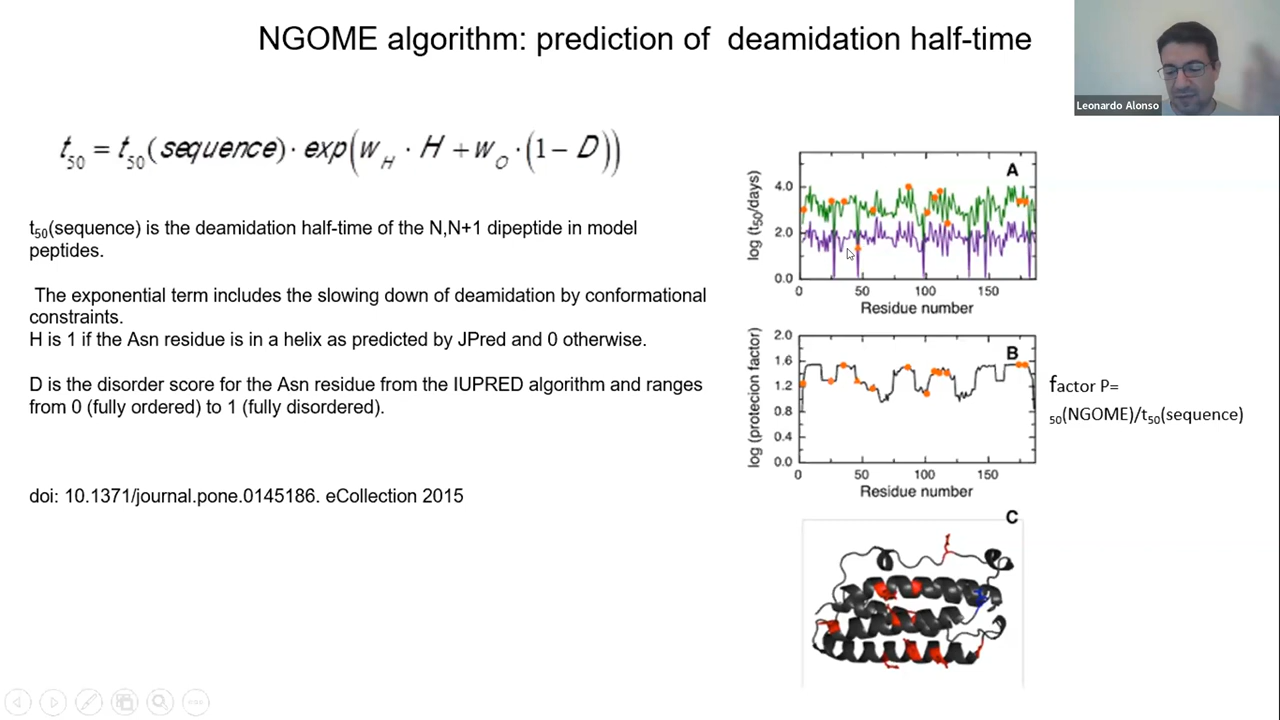 NGOME algorithm: prediction of deamidation half-time
Leonardo Alonso
t50 = t50(sequence) · exp(wH · H + wO · (1 − D))
t50(sequence) is the deamidation half-time of the N,N+1 dipeptide in model
peptides.
The exponential term includes the slowing down of deamidation by conformational
constraints.
H is 1 if the Asn residue is in a helix as predicted by JPred and 0 otherwise.
D is the disorder score for the Asn residue from the IUPRED algorithm and ranges
from 0 (fully ordered) to 1 (fully disordered).
doi: 10.1371/journal.pone.0145186. eCollection 2015
A
log (t50/days)
4.0
2.0
0.0
0 50 100 150
Residue number
B
log (protecion factor)
2.0
1.6
1.2
0.8
0.4
0.0
0 50 100 150
Residue number
factor P=
50(NGOME)/t50(sequence)
C